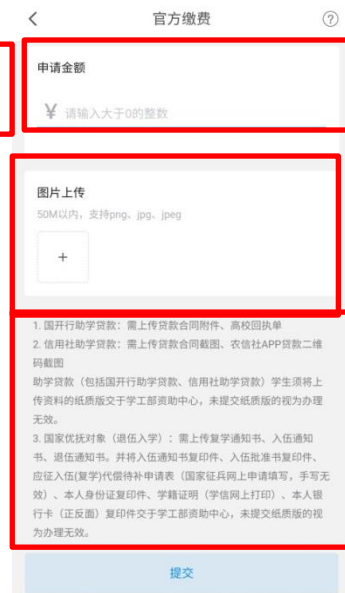 官方缴费
申请金额
¥ 请输入大于0的整数
图片上传
50M以内，支持png、jpg、jpeg
+
1. 国开行助学贷款：需上传贷款合同附件、高校回执单
2. 信用社助学贷款：需上传贷款合同截图、农信社APP贷款二维
码截图
助学贷款（包括国开行助学贷款、信用社助学贷款）学生须将上
传资料的纸质版交于学工部资助中心，未提交纸质版的视为办理
无效。
3. 国家优抚对象（退伍入学）：需上传复学通知书、入伍通知
书、退伍通知书。并将入伍通知书复印件、入伍批准书复印件、
应征入伍(复学)代偿待补申请表（国家征兵网上申请填写，手写无
效）、本人身份证复印件、学籍证明（学信网上打印）、本人银
行卡（正反面）复印件交于学工部资助中心，未提交纸质版的视
为办理无效。
提交